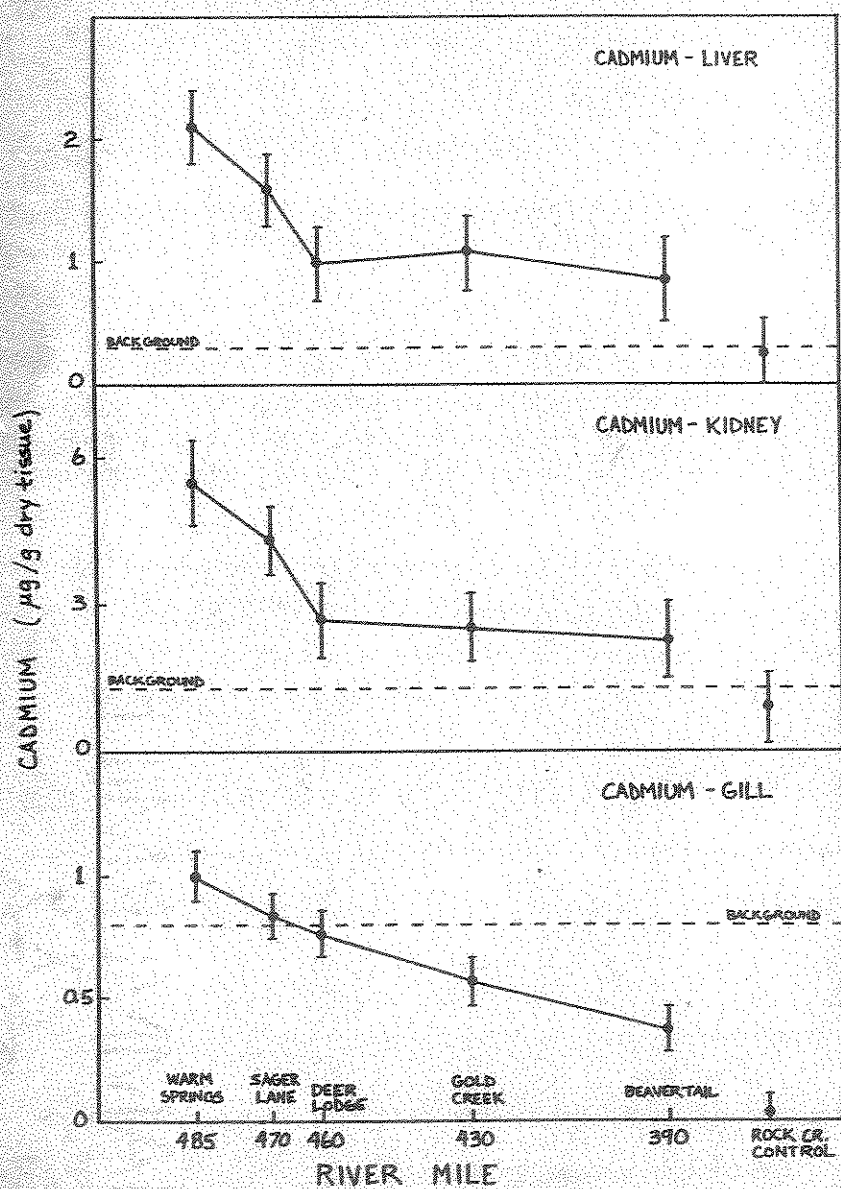 CADMIUM - LIVER
2
1
BACKGROUND
0
CADMIUM - KIDNEY
6
3
BACKGROUND
0
CADMIUM - GILL
1
BACKGROUND
0.5
0
CADMIUM (µg/g dry tissue)
WARM SPRINGS
SAGER LANE
DEER LODGE
GOLD CREEK
BEAVERTAIL
485
470
460
430
390
ROCK CR. CONTROL
RIVER MILE